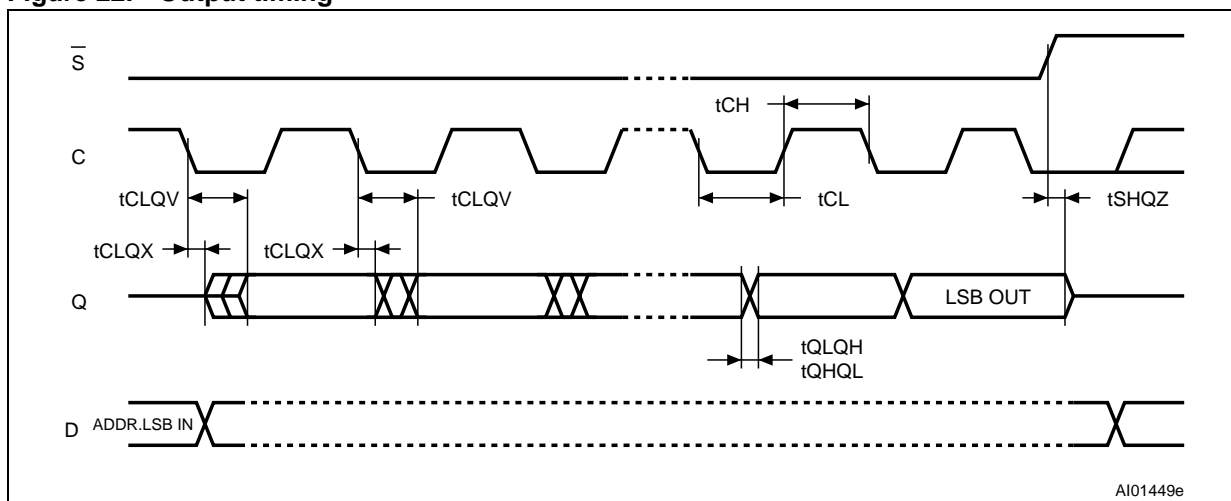 Figure 22. Output timing
S
tCH
C
tCLQV
tCLQV
tCL
tSHQZ
tCLQX
tCLQX
Q
LSB OUT
tQLQH
tQHQL
D
ADDR.LSB IN
AI01449e